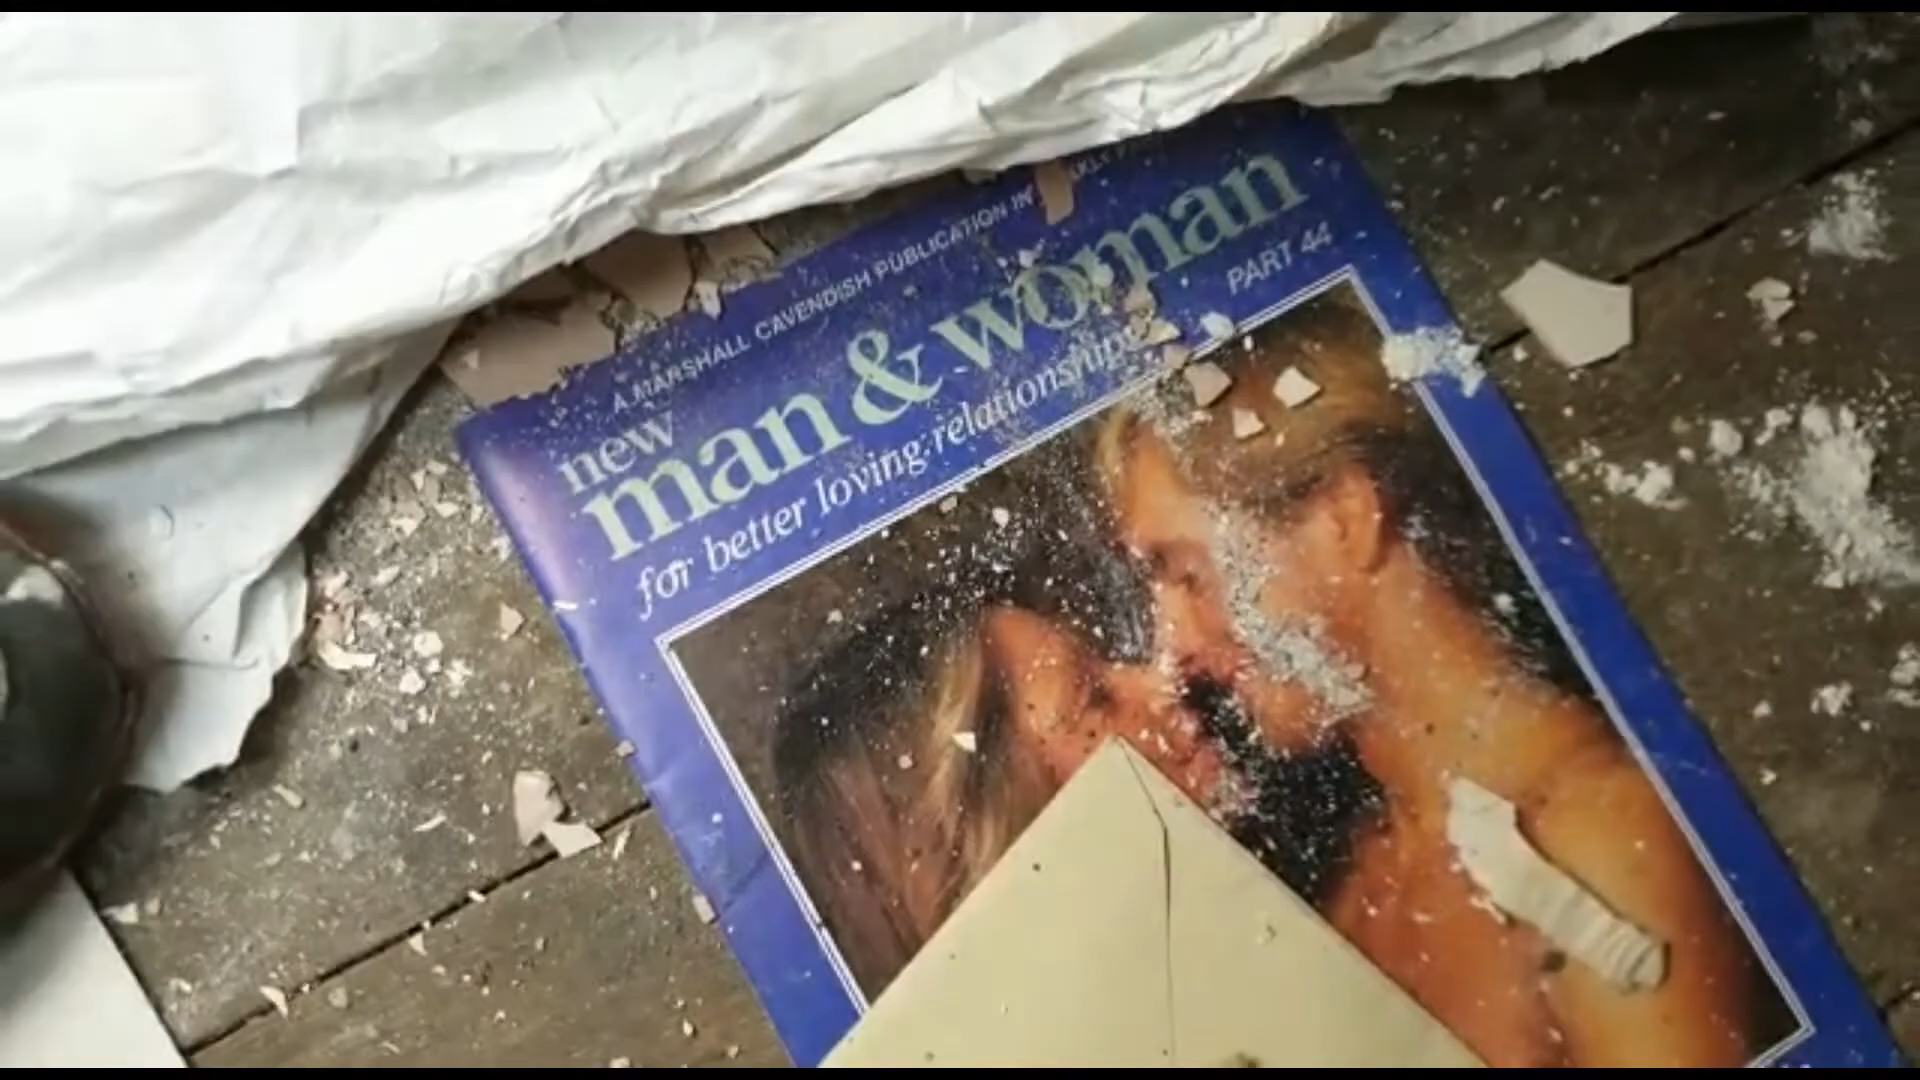 A MARSHALL CAVENDISH PUBLICATION IN
new
man & woman
PART 44
for better loving relationships